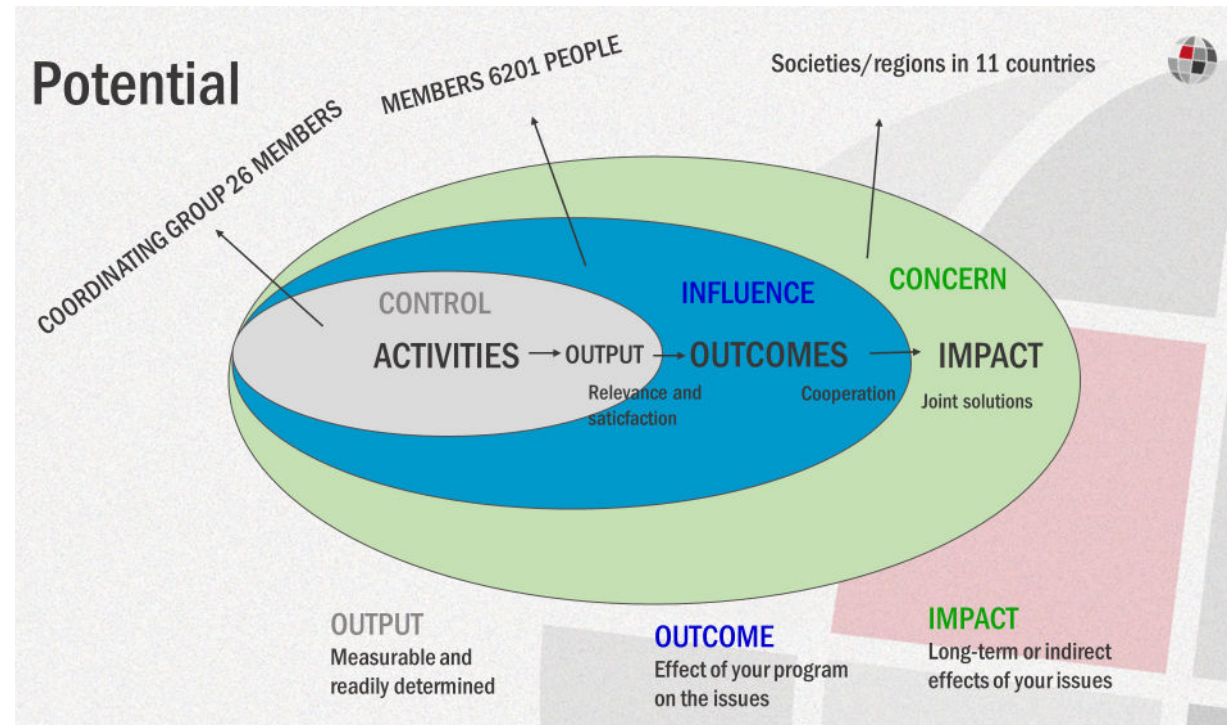 Potential
COORDINATING GROUP 26 MEMBERS
MEMBERS 6201 PEOPLE
Societies/regions in 11 countries
CONTROL
INFLUENCE
CONCERN
ACTIVITIES
OUTPUT
OUTCOMES
IMPACT
Relevance and
saticfaction
Cooperation
Joint solutions
OUTPUT
Measurable and
readily determined
OUTCOME
Effect of your program
on the issues
IMPACT
Long-term or indirect
effects of your issues